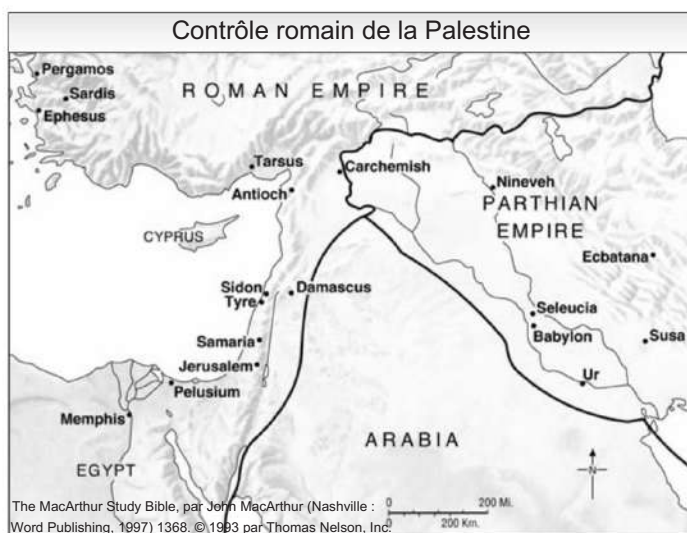 Contrôle romain de la Palestine
Pergamos
Sardis
Ephesus
ROMAN EMPIRE
Tarsus
Antioch
Carchemish
Nineveh
PARTHIAN
EMPIRE
CYPRUS
Ecbatana
Sidon
Tyre
Damascus
Seleucia
Babylon
Susa
Samaria
Jerusalem
Pelusium
Ur
Memphis
ARABIA
EGYPT
N
The MacArthur Study Bible, par John MacArthur (Nashville :
Word Publishing, 1997) 1368. © 1993 par Thomas Nelson, Inc.
0 200 Mi.
0 200 Km.